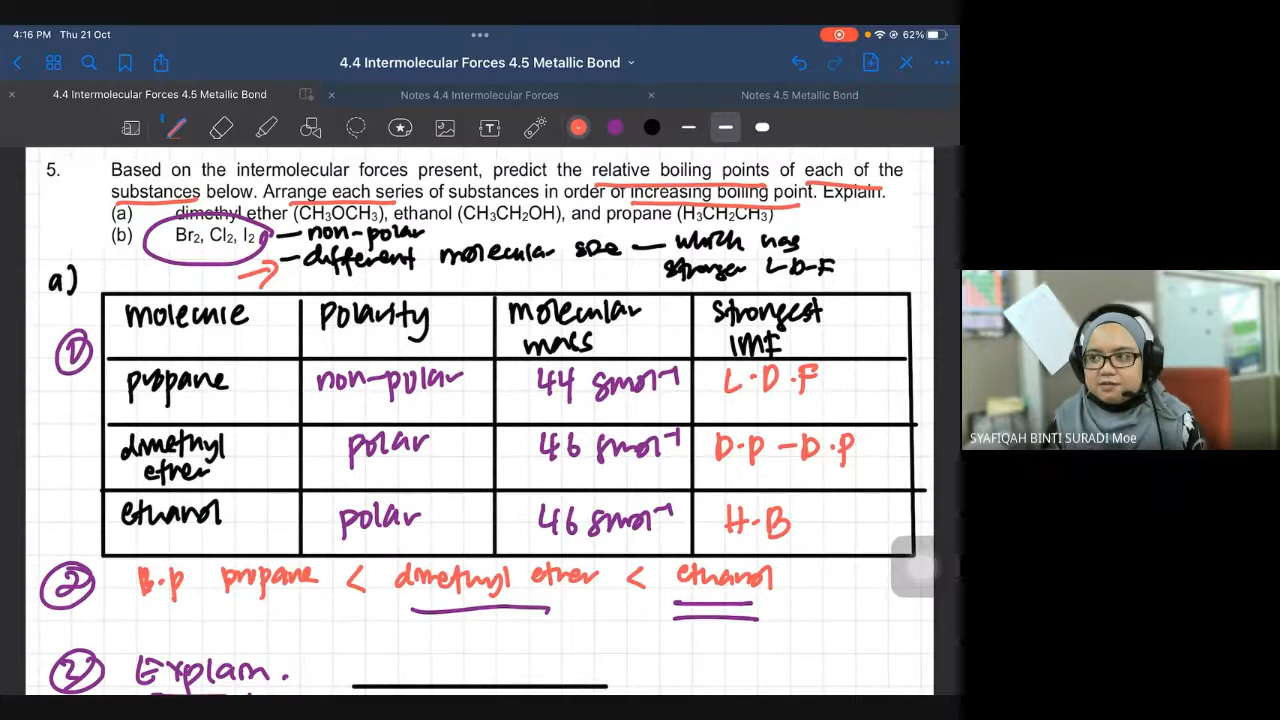 4:16 PM Thu 21 Oct
62%
4.4 Intermolecular Forces 4.5 Metallic Bond
4.4 Intermolecular Forces 4.5 Metallic Bond
Notes 4.4 Intermolecular Forces
Notes 4.5 Metallic Bond
5. Based on the intermolecular forces present, predict the relative boiling points of each of the
substances below. Arrange each series of substances in order of increasing boiling point. Explain.
(a) dimethyl ether (CH3OCH3), ethanol (CH3CH2OH), and propane (H3CH2CH3)
(b) Br2, Cl2, I2 - non-polar
- different molecular size - which has
stronger L-D-F
a)
molecule polarity molecular mass strongest IMF
1
propane non-polar 44 gmol-1 L.D.F
dimethyl ether polar 46 gmol-1 D.P - D.P
ethanol polar 46 gmol-1 H.B
2 B.p propane < dimethyl ether < ethanol
3 Explain.
SYAFIQAH BINTI SURADI Moe